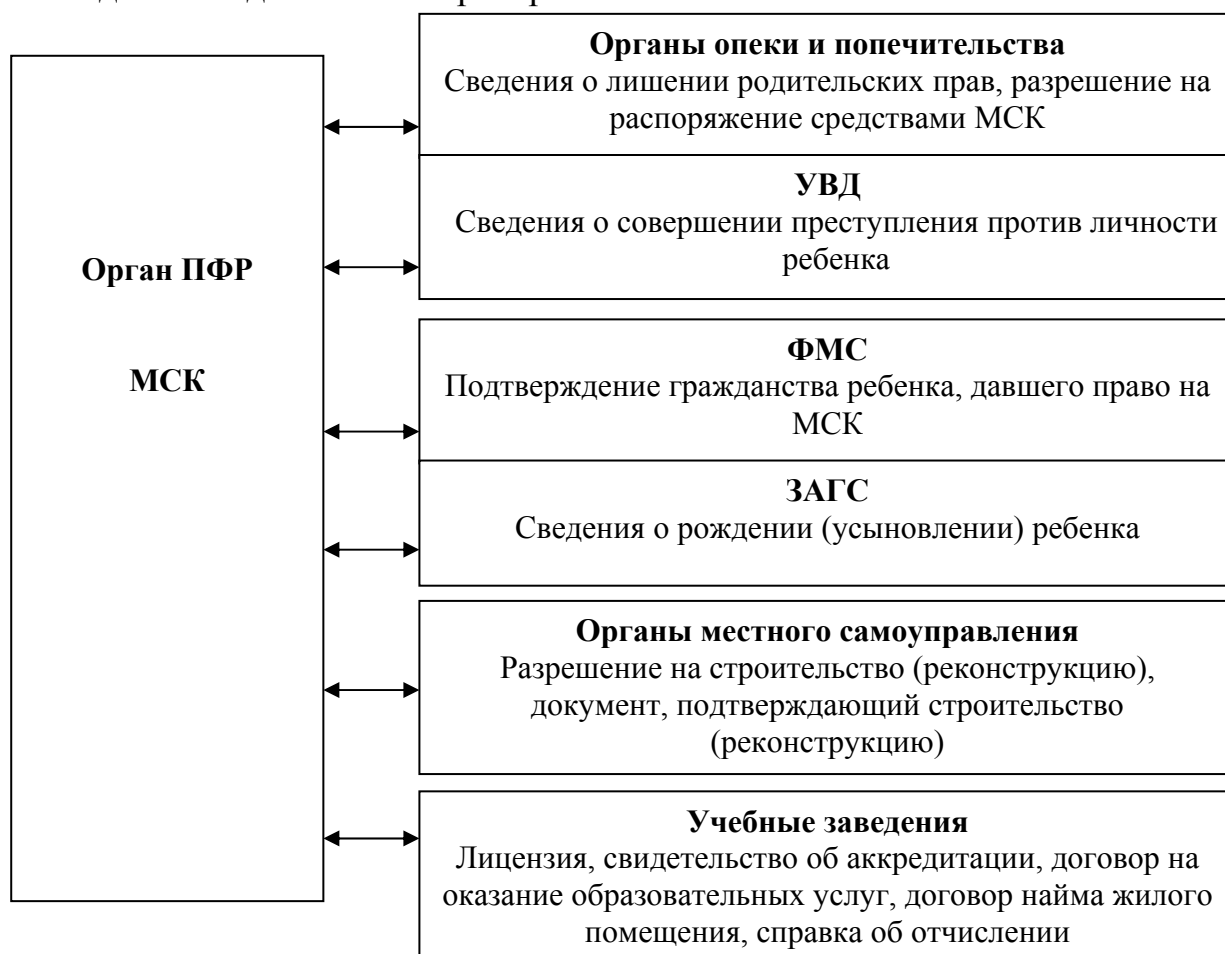 Органы опеки и попечительства
Сведения о лишении родительских прав, разрешение на
распоряжение средствами МСК
УВД
Сведения о совершении преступления против личности
ребенка
Орган ПФР
МСК
ФМС
Подтверждение гражданства ребенка, давшего право на
МСК
ЗАГС
Сведения о рождении (усыновлении) ребенка
Органы местного самоуправления
Разрешение на строительство (реконструкцию),
документ, подтверждающий строительство
(реконструкцию)
Учебные заведения
Лицензия, свидетельство об аккредитации, договор на
оказание образовательных услуг, договор найма жилого
помещения, справка об отчислении